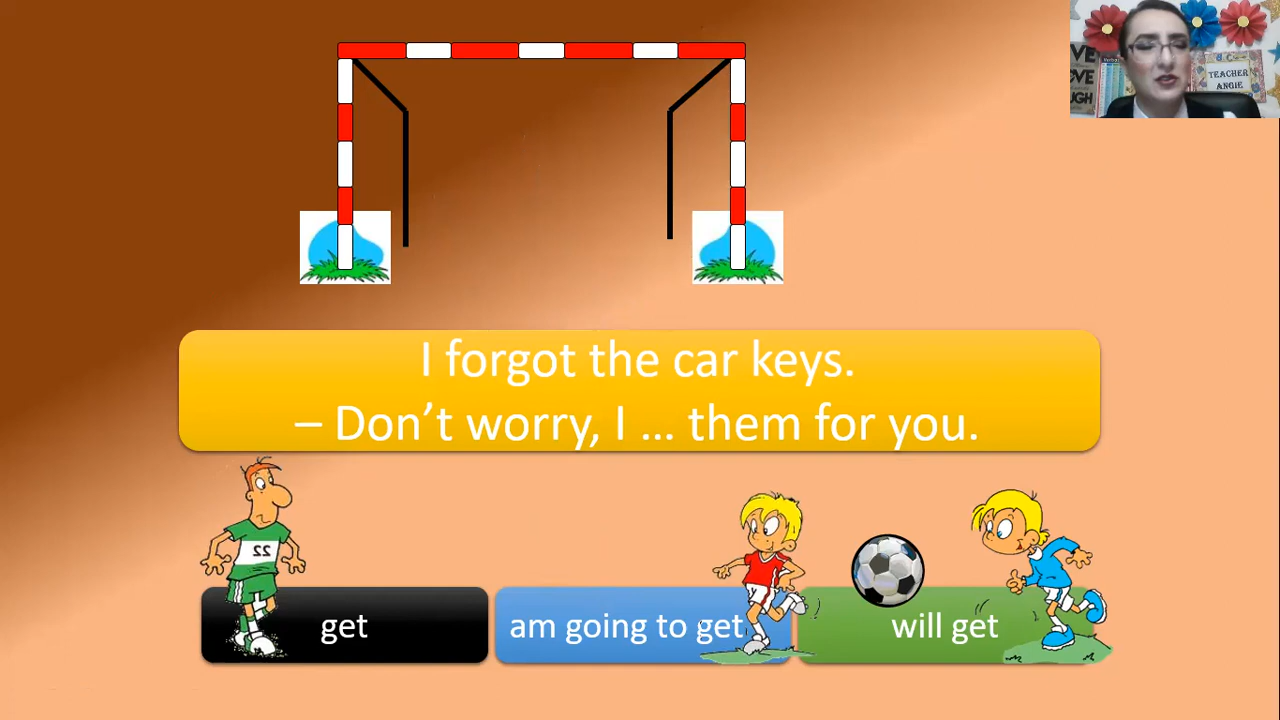 TEACHER
ANGIE
I forgot the car keys.
– Don't worry, I ... them for you.
22
get
am going to get
will get